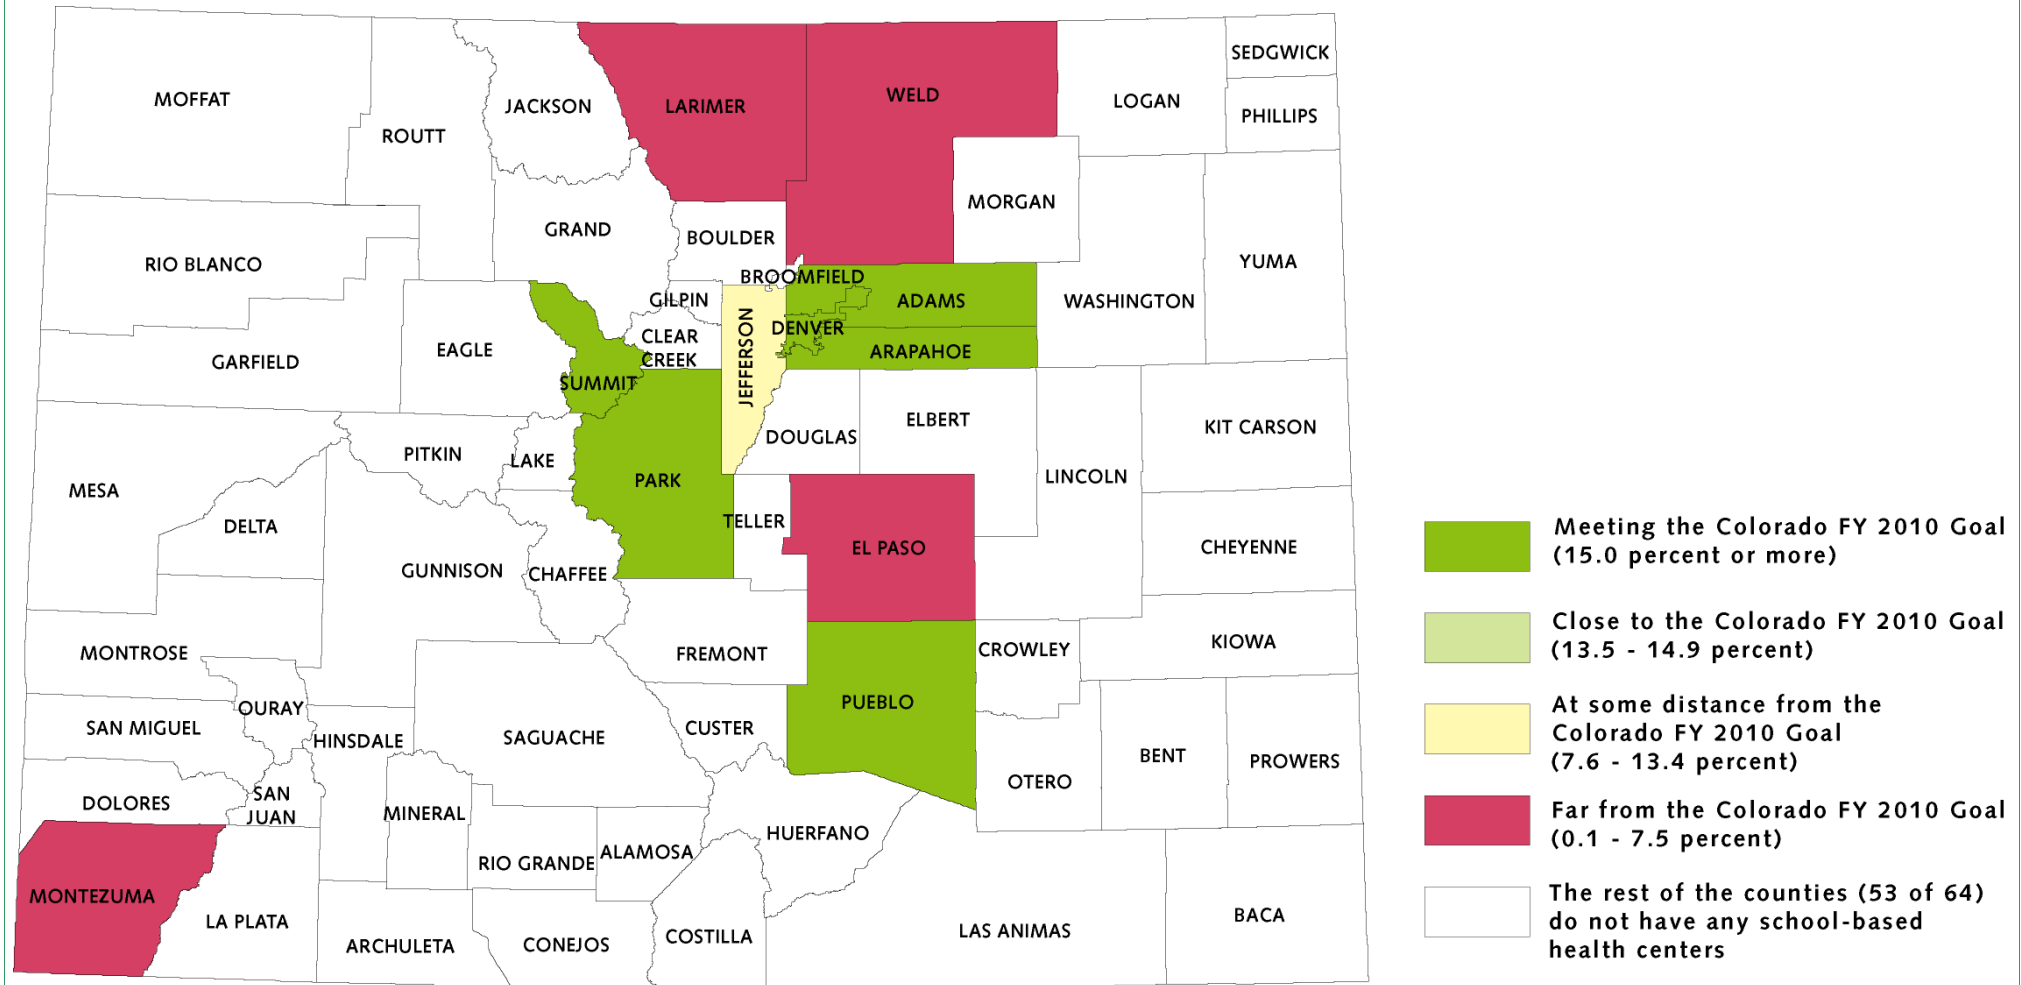 SEDGWICK
MOFFAT
JACKSON
LARIMER
WELD
LOGAN
PHILLIPS
ROUTT
MORGAN
GRAND
BOULDER
RIO BLANCO
YUMA
BROOMFIELD
GILPIN
ADAMS
WASHINGTON
CLEAR
CREEK
DENVER
JEFFERSON
EAGLE
ARAPAHOE
GARFIELD
SUMMIT
ELBERT
KIT CARSON
DOUGLAS
PITKIN
LAKE
PARK
LINCOLN
MESA
DELTA
TELLER
EL PASO
CHEYENNE
GUNNISON
CHAFFEE
MONTROSE
FREMONT
CROWLEY
KIOWA
OURAY
PUEBLO
SAN MIGUEL
HINSDALE
SAGUACHE
CUSTER
BENT
PROWERS
OTERO
DOLORES
SAN
JUAN
MINERAL
HUERFANO
RIO GRANDE
ALAMOSA
MONTEZUMA
LA PLATA
ARCHULETA
CONEJOS
COSTILLA
LAS ANIMAS
BACA
Meeting the Colorado FY 2010 Goal
(15.0 percent or more)
Close to the Colorado FY 2010 Goal
(13.5 - 14.9 percent)
At some distance from the
Colorado FY 2010 Goal
(7.6 - 13.4 percent)
Far from the Colorado FY 2010 Goal
(0.1 - 7.5 percent)
The rest of the counties (53 of 64)
do not have any school-based
health centers